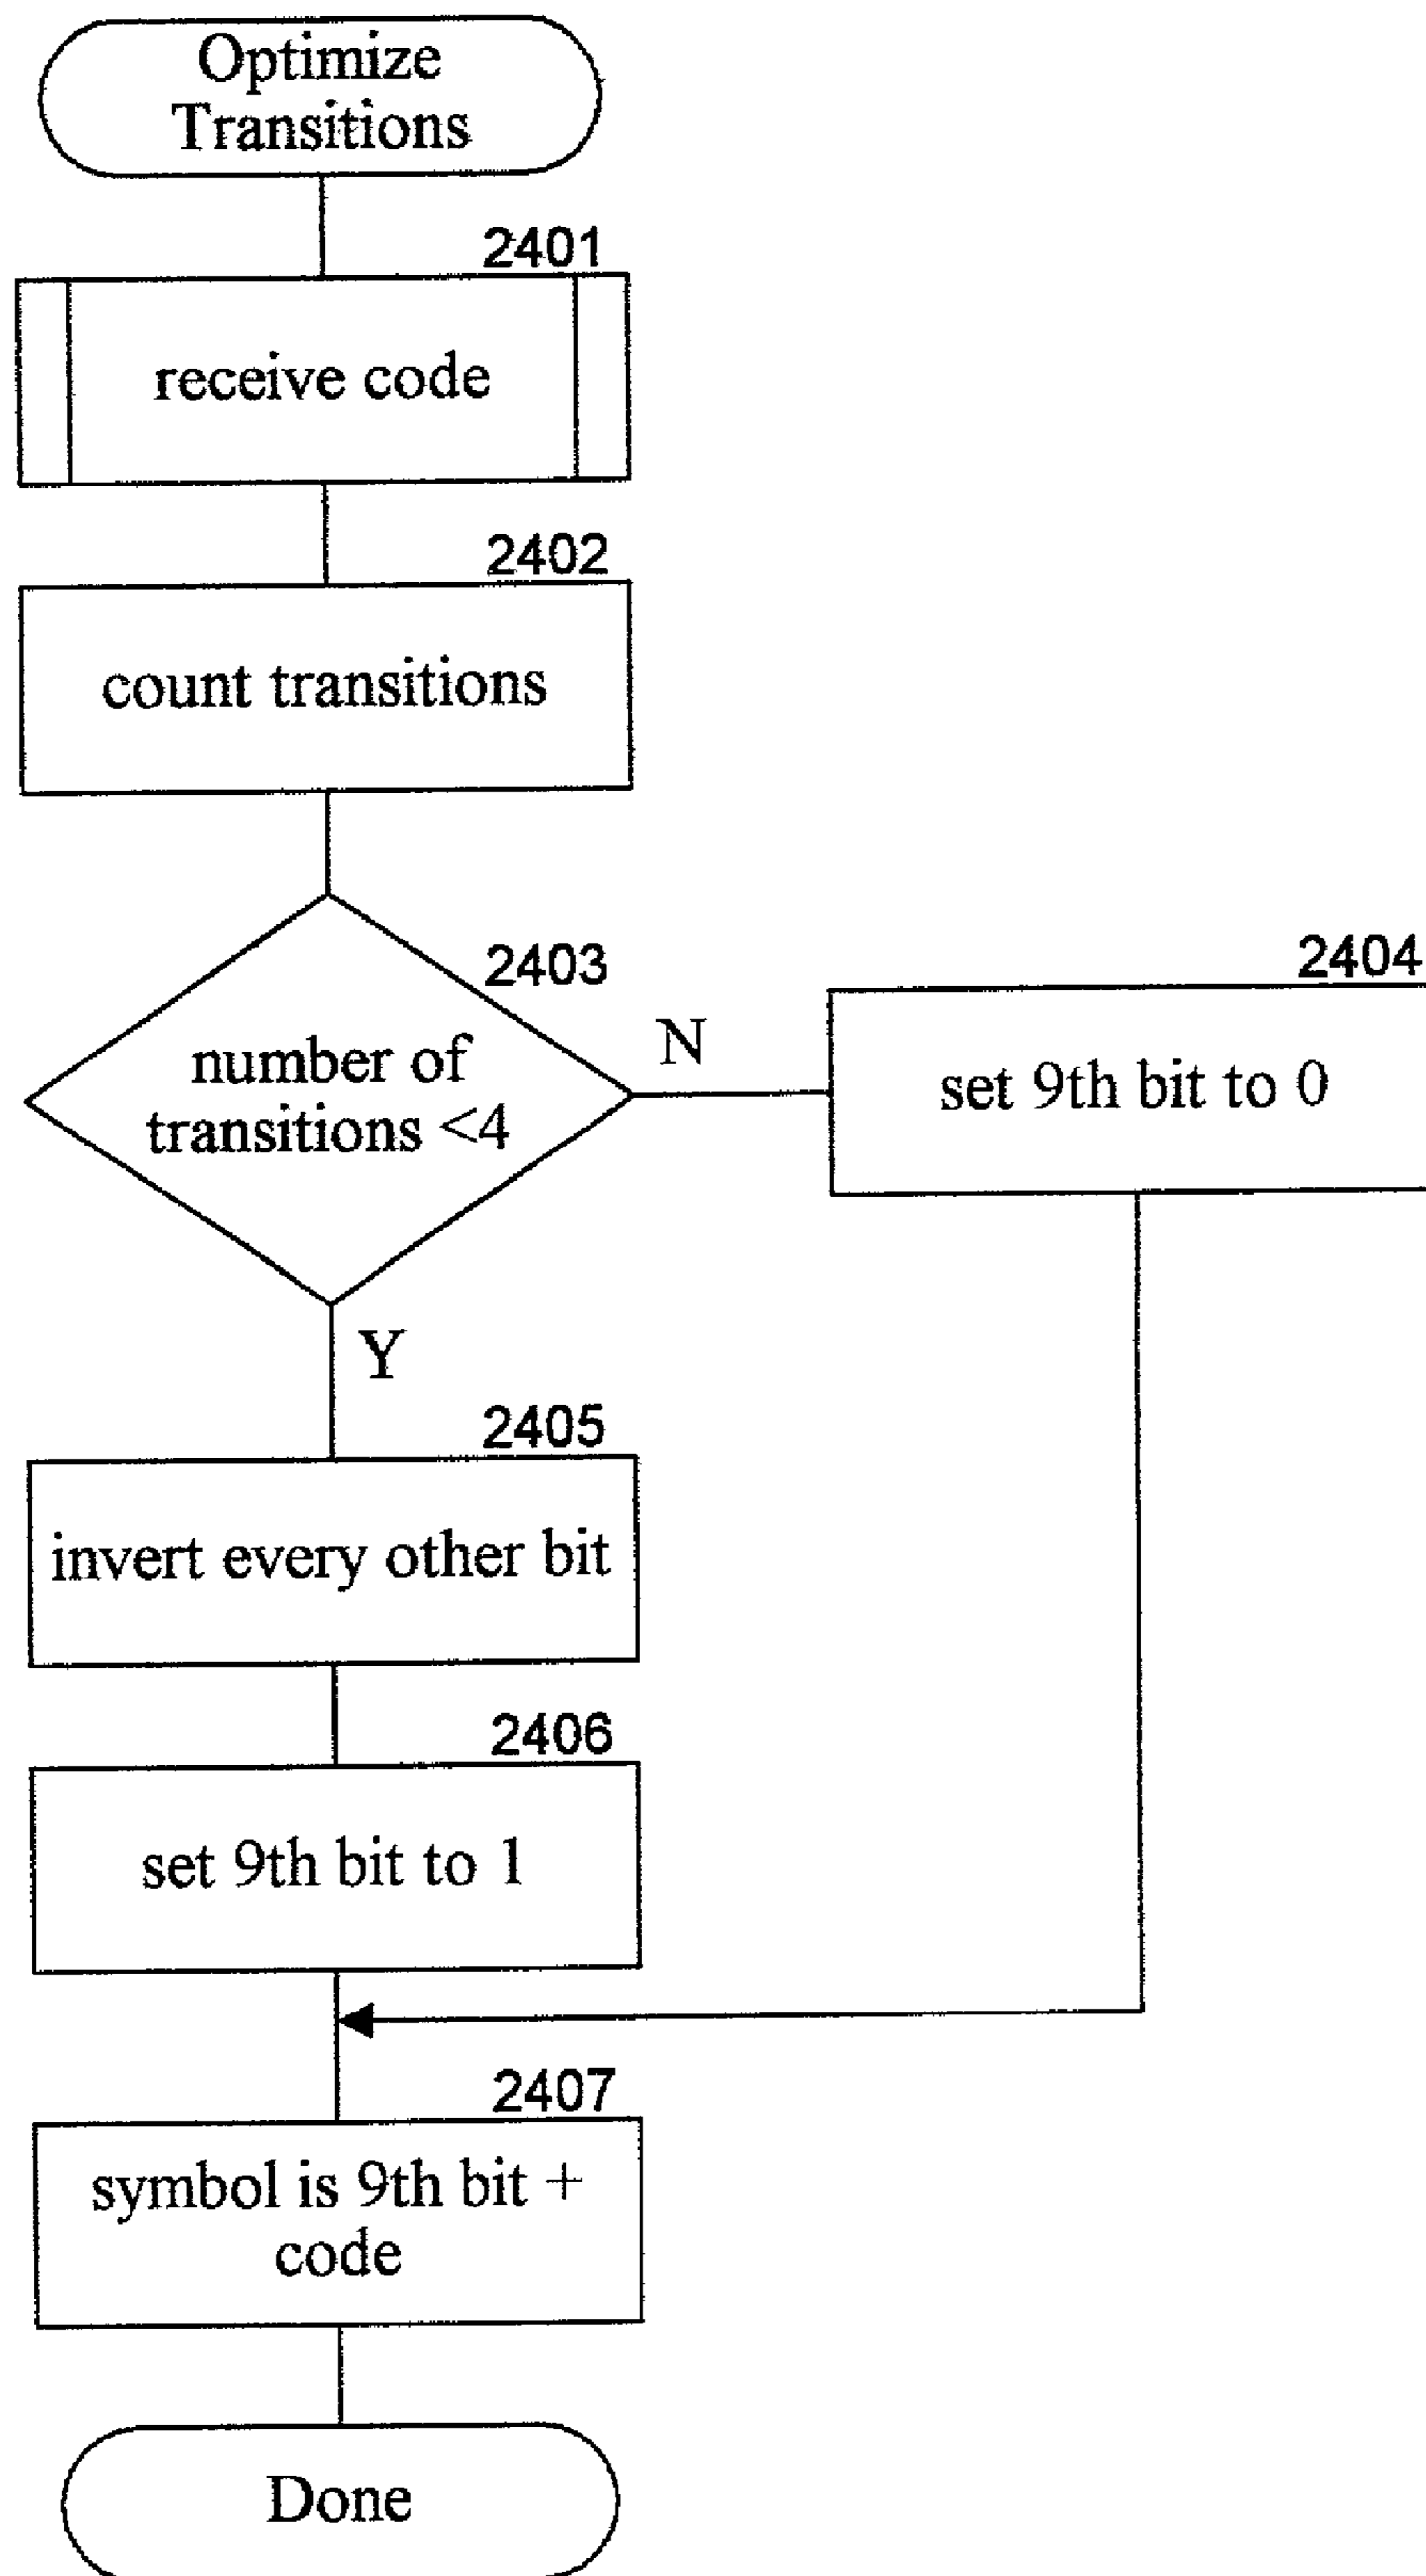 Optimize
Transitions
2401
receive code
2402
count transitions
2403
number of
transitions <4
N
2404
set 9th bit to 0
Y
2405
invert every other bit
2406
set 9th bit to 1
2407
symbol is 9th bit +
code
Done